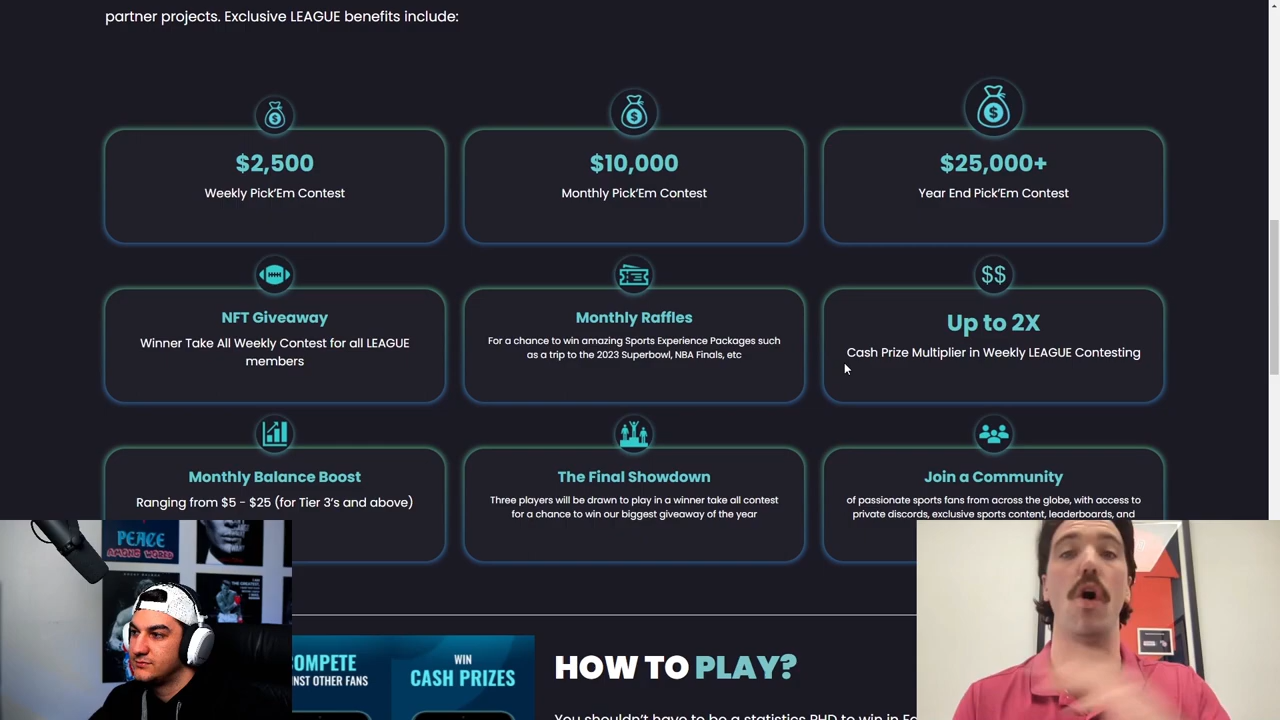 partner projects. Exclusive LEAGUE benefits include:
$2,500
Weekly Pick'Em Contest
$10,000
Monthly Pick'Em Contest
$25,000+
Year End Pick'Em Contest
NFT Giveaway
Winner Take All Weekly Contest for all LEAGUE
members
Monthly Raffles
For a chance to win amazing Sports Experience Packages such
as a trip to the 2023 Superbowl, NBA Finals, etc
$$
Up to 2X
Cash Prize Multiplier in Weekly LEAGUE Contesting
Monthly Balance Boost
Ranging from $5 - $25 (for Tier 3's and above)
The Final Showdown
Three players will be drawn to play in a winner take all contest
for a chance to win our biggest giveaway of the year
Join a Community
of passionate sports fans from across the globe, with access to
private discords, exclusive sports content, leaderboards, and
PEACE
AMONG WORLD
OMPETE
NST OTHER FANS
WIN
CASH PRIZES
HOW TO PLAY?
You shouldn't have to be a statistics PHD to win in Fa